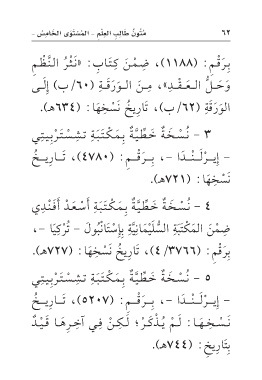 ٦٢ مُتُونُ طَالِبِ العِلْمِ - المُسْتَوَى الخَامِسُ -
بِرَقْمِ: (١١٨٨)، ضِمْنَ كِتَابِ: «نَثْرُ النَّظْمِ
وَحَلُّ الْعَقْدِ»، مِنَ الوَرَقَةِ (٦٠/ ب) إِلَى
الوَرَقَةِ (٦٢/ ب)، تَارِيخُ نَسْخِهَا: (٦٣٤هـ).
٣ - نُسْخَةٌ خَطِّيَّةٌ بِمَكْتَبَةِ تِشِسْتَرْبِيتِي
- إِيرْلَنْدَا -، بِرَقْمِ: (٤٧٨٠)، تَارِيخُ
نَسْخِهَا: (٧٢١هـ).
٤ - نُسْخَةٌ خَطِّيَّةٌ بِمَكْتَبَةِ أَسْعَدْ أَفَنْدِي
ضِمْنَ المَكْتَبَةِ السُّلَيْمَانِيَّةِ بِإِسْتَانْبُولَ - تُرْكِيَا -،
بِرَقْمِ: (٣٧٦٦/ ٤)، تَارِيخُ نَسْخِهَا: (٧٢٧هـ).
٥ - نُسْخَةٌ خَطِّيَّةٌ بِمَكْتَبَةِ تِشِسْتَرْبِيتِي
- إِيرْلَنْدَا -، بِرَقْمِ: (٥٢٠٧)، تَارِيخُ
نَسْخِهَا: لَمْ يُذْكَرْ؛ لَكِنْ فِي آخِرِهَا قَيْدٌ
بِتَارِيخِ: (٧٤٤هـ).